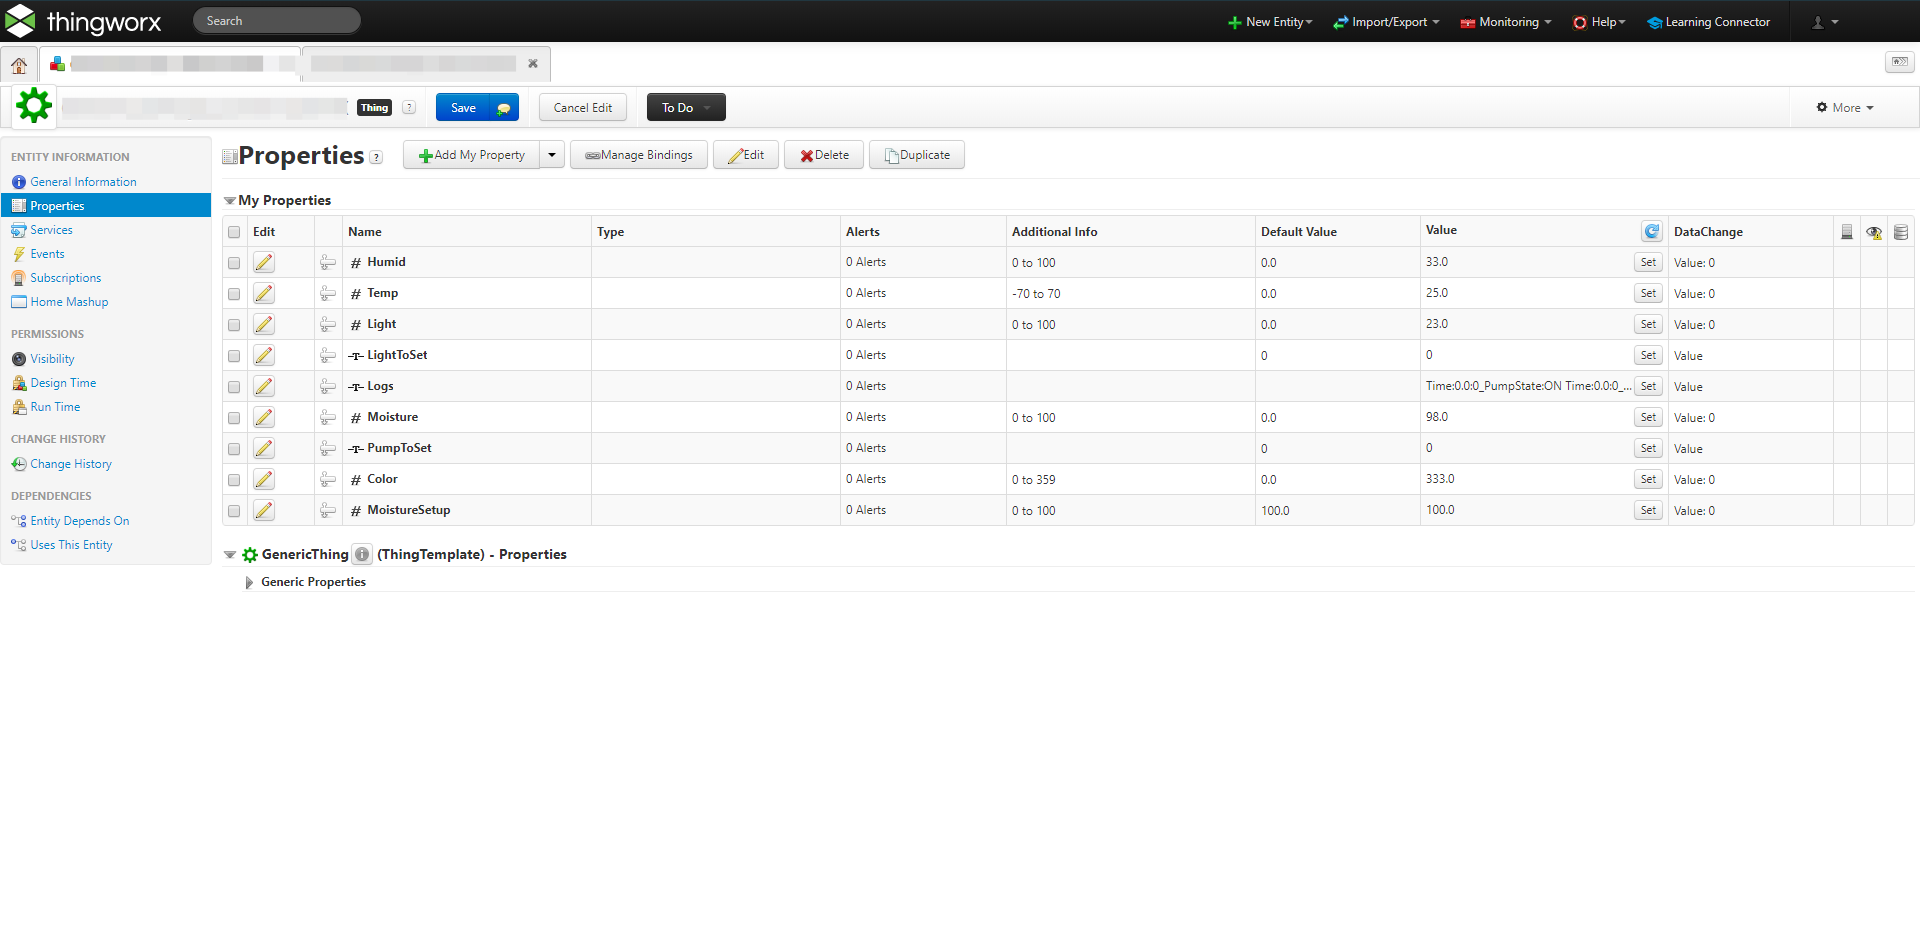 thingworx Search New Entity Import/Export Monitoring Help Learning Connector
Thing ? Save Cancel Edit To Do More
ENTITY INFORMATION
General Information
Properties
Services
Events
Subscriptions
Home Mashup
PERMISSIONS
Visibility
Design Time
Run Time
CHANGE HISTORY
Change History
DEPENDENCIES
Entity Depends On
Uses This Entity
Properties ? Add My Property Manage Bindings Edit Delete Duplicate
My Properties
Edit Name Type Alerts Additional Info Default Value Value DataChange
# Humid 0 Alerts 0 to 100 0.0 33.0 Set Value: 0
# Temp 0 Alerts -70 to 70 0.0 25.0 Set Value: 0
# Light 0 Alerts 0 to 100 0.0 23.0 Set Value: 0
-T- LightToSet 0 Alerts 0 0 Set Value
-T- Logs 0 Alerts Time:0.0:0_PumpState:ON Time:0.0:0_... Set Value
# Moisture 0 Alerts 0 to 100 0.0 98.0 Set Value: 0
-T- PumpToSet 0 Alerts 0 0 Set Value
# Color 0 Alerts 0 to 359 0.0 333.0 Set Value: 0
# MoistureSetup 0 Alerts 0 to 100 100.0 100.0 Set Value: 0
GenericThing i (ThingTemplate) - Properties
Generic Properties